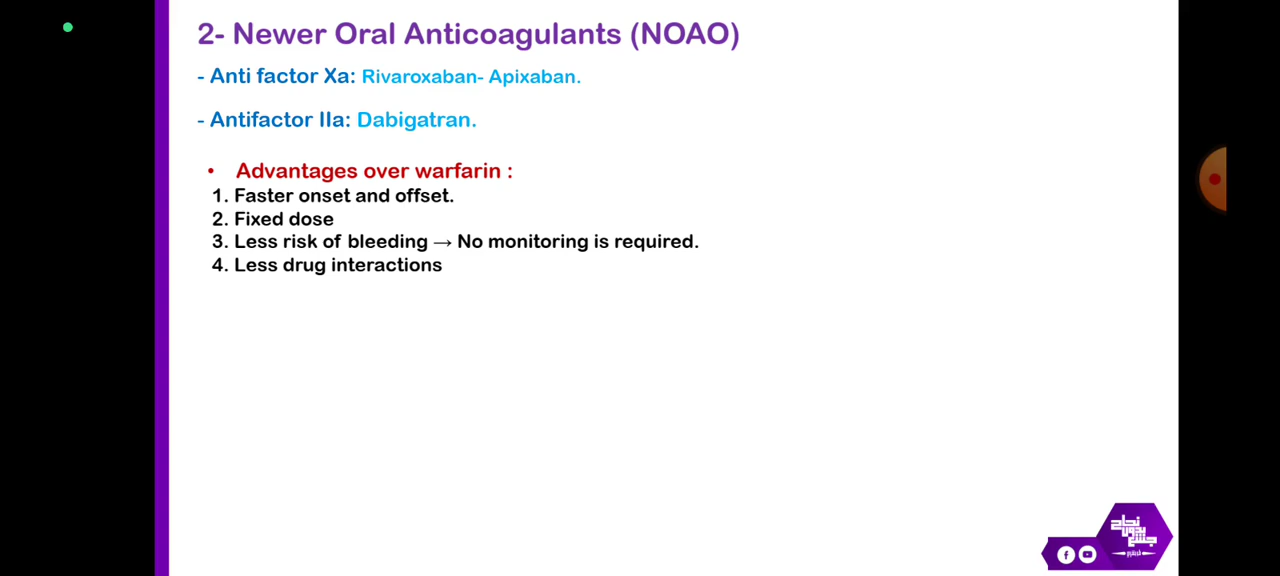 2- Newer Oral Anticoagulants (NOAO)
- Anti factor Xa: Rivaroxaban- Apixaban.
- Antifactor IIa: Dabigatran.
• Advantages over warfarin :
1. Faster onset and offset.
2. Fixed dose
3. Less risk of bleeding → No monitoring is required.
4. Less drug interactions